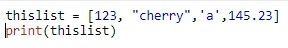 thislist = [123, "cherry",'a',145.23]
print(thislist)